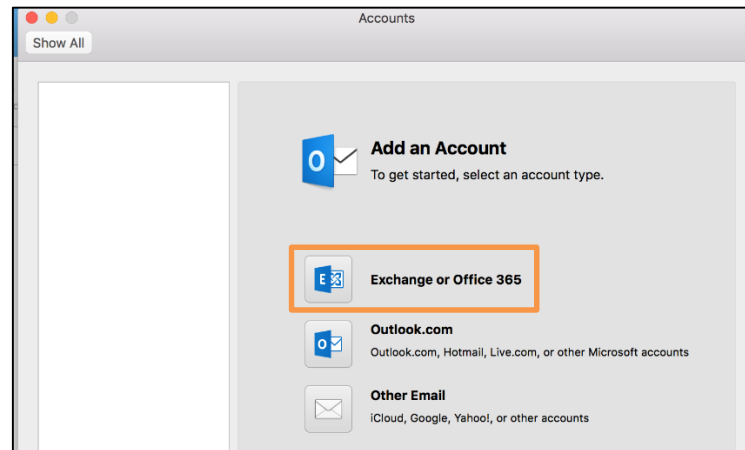 Accounts
Show All
Add an Account
To get started, select an account type.
Exchange or Office 365
Outlook.com
Outlook.com, Hotmail, Live.com, or other Microsoft accounts
Other Email
iCloud, Google, Yahoo!, or other accounts